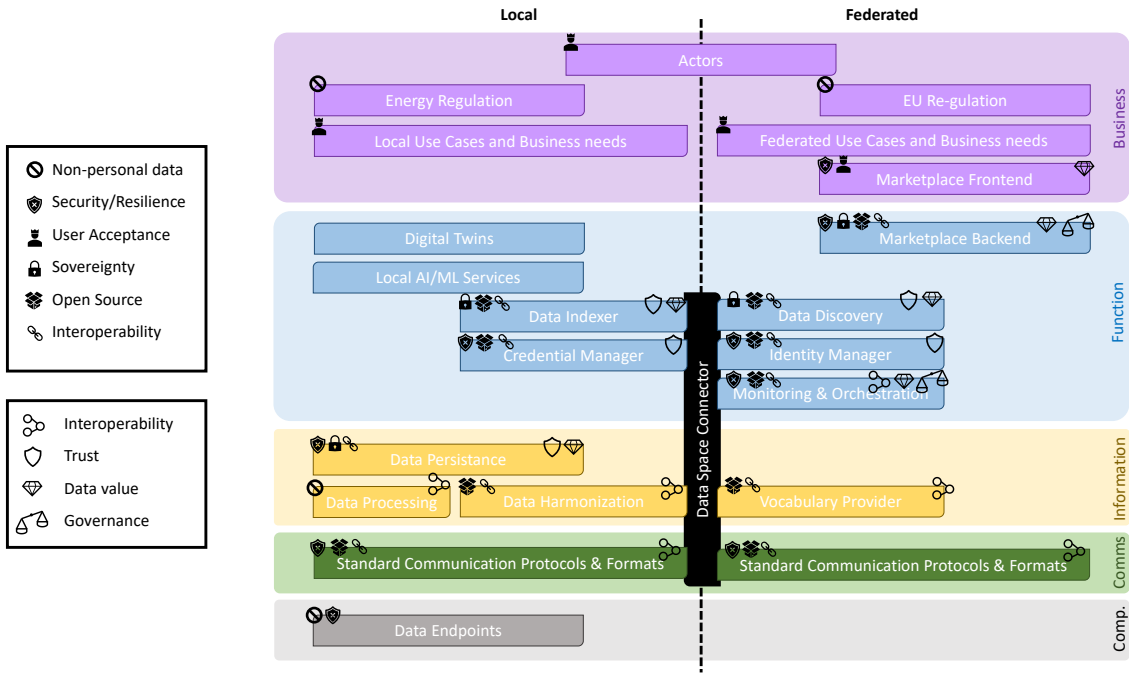 Local
Federated
Actors
Energy Regulation
EU Re-gulation
Local Use Cases and Business needs
Federated Use Cases and Business needs
Marketplace Frontend
Business
Non-personal data
Security/Resilience
User Acceptance
Sovereignty
Open Source
Interoperability
Digital Twins
Marketplace Backend
Local AI/ML Services
Data Indexer
Data Discovery
Credential Manager
Identity Manager
Monitoring & Orchestration
Function
Data Space Connector
Interoperability
Trust
Data value
Governance
Data Persistance
Data Processing
Data Harmonization
Vocabulary Provider
Information
Standard Communication Protocols & Formats
Standard Communication Protocols & Formats
Comms
Data Endpoints
Comp.